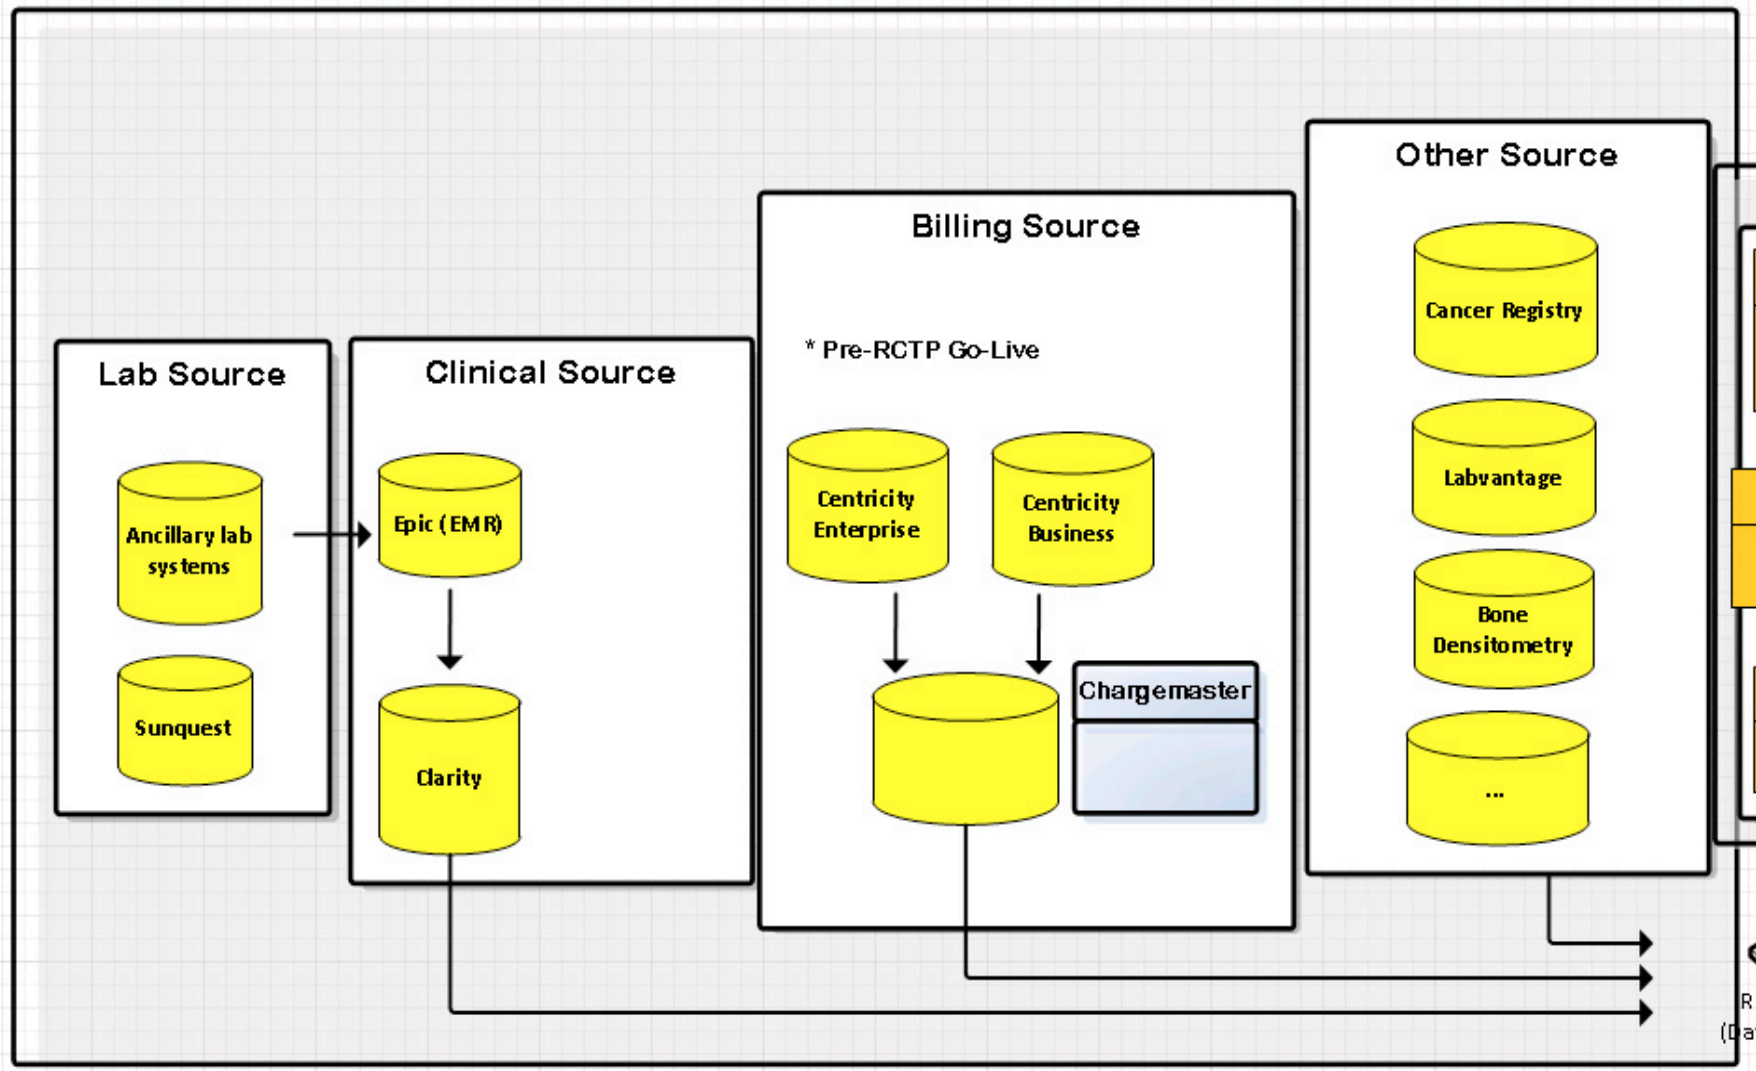 Other Source
Cancer Registry
Labvantage
Bone
Densitometry
...
Billing Source
* Pre-RCTP Go-Live
Centricity
Enterprise
Centricity
Business
Chargemaster
Clinical Source
Epic (EMR)
Clarity
Lab Source
Ancillary lab
systems
Sunquest
R